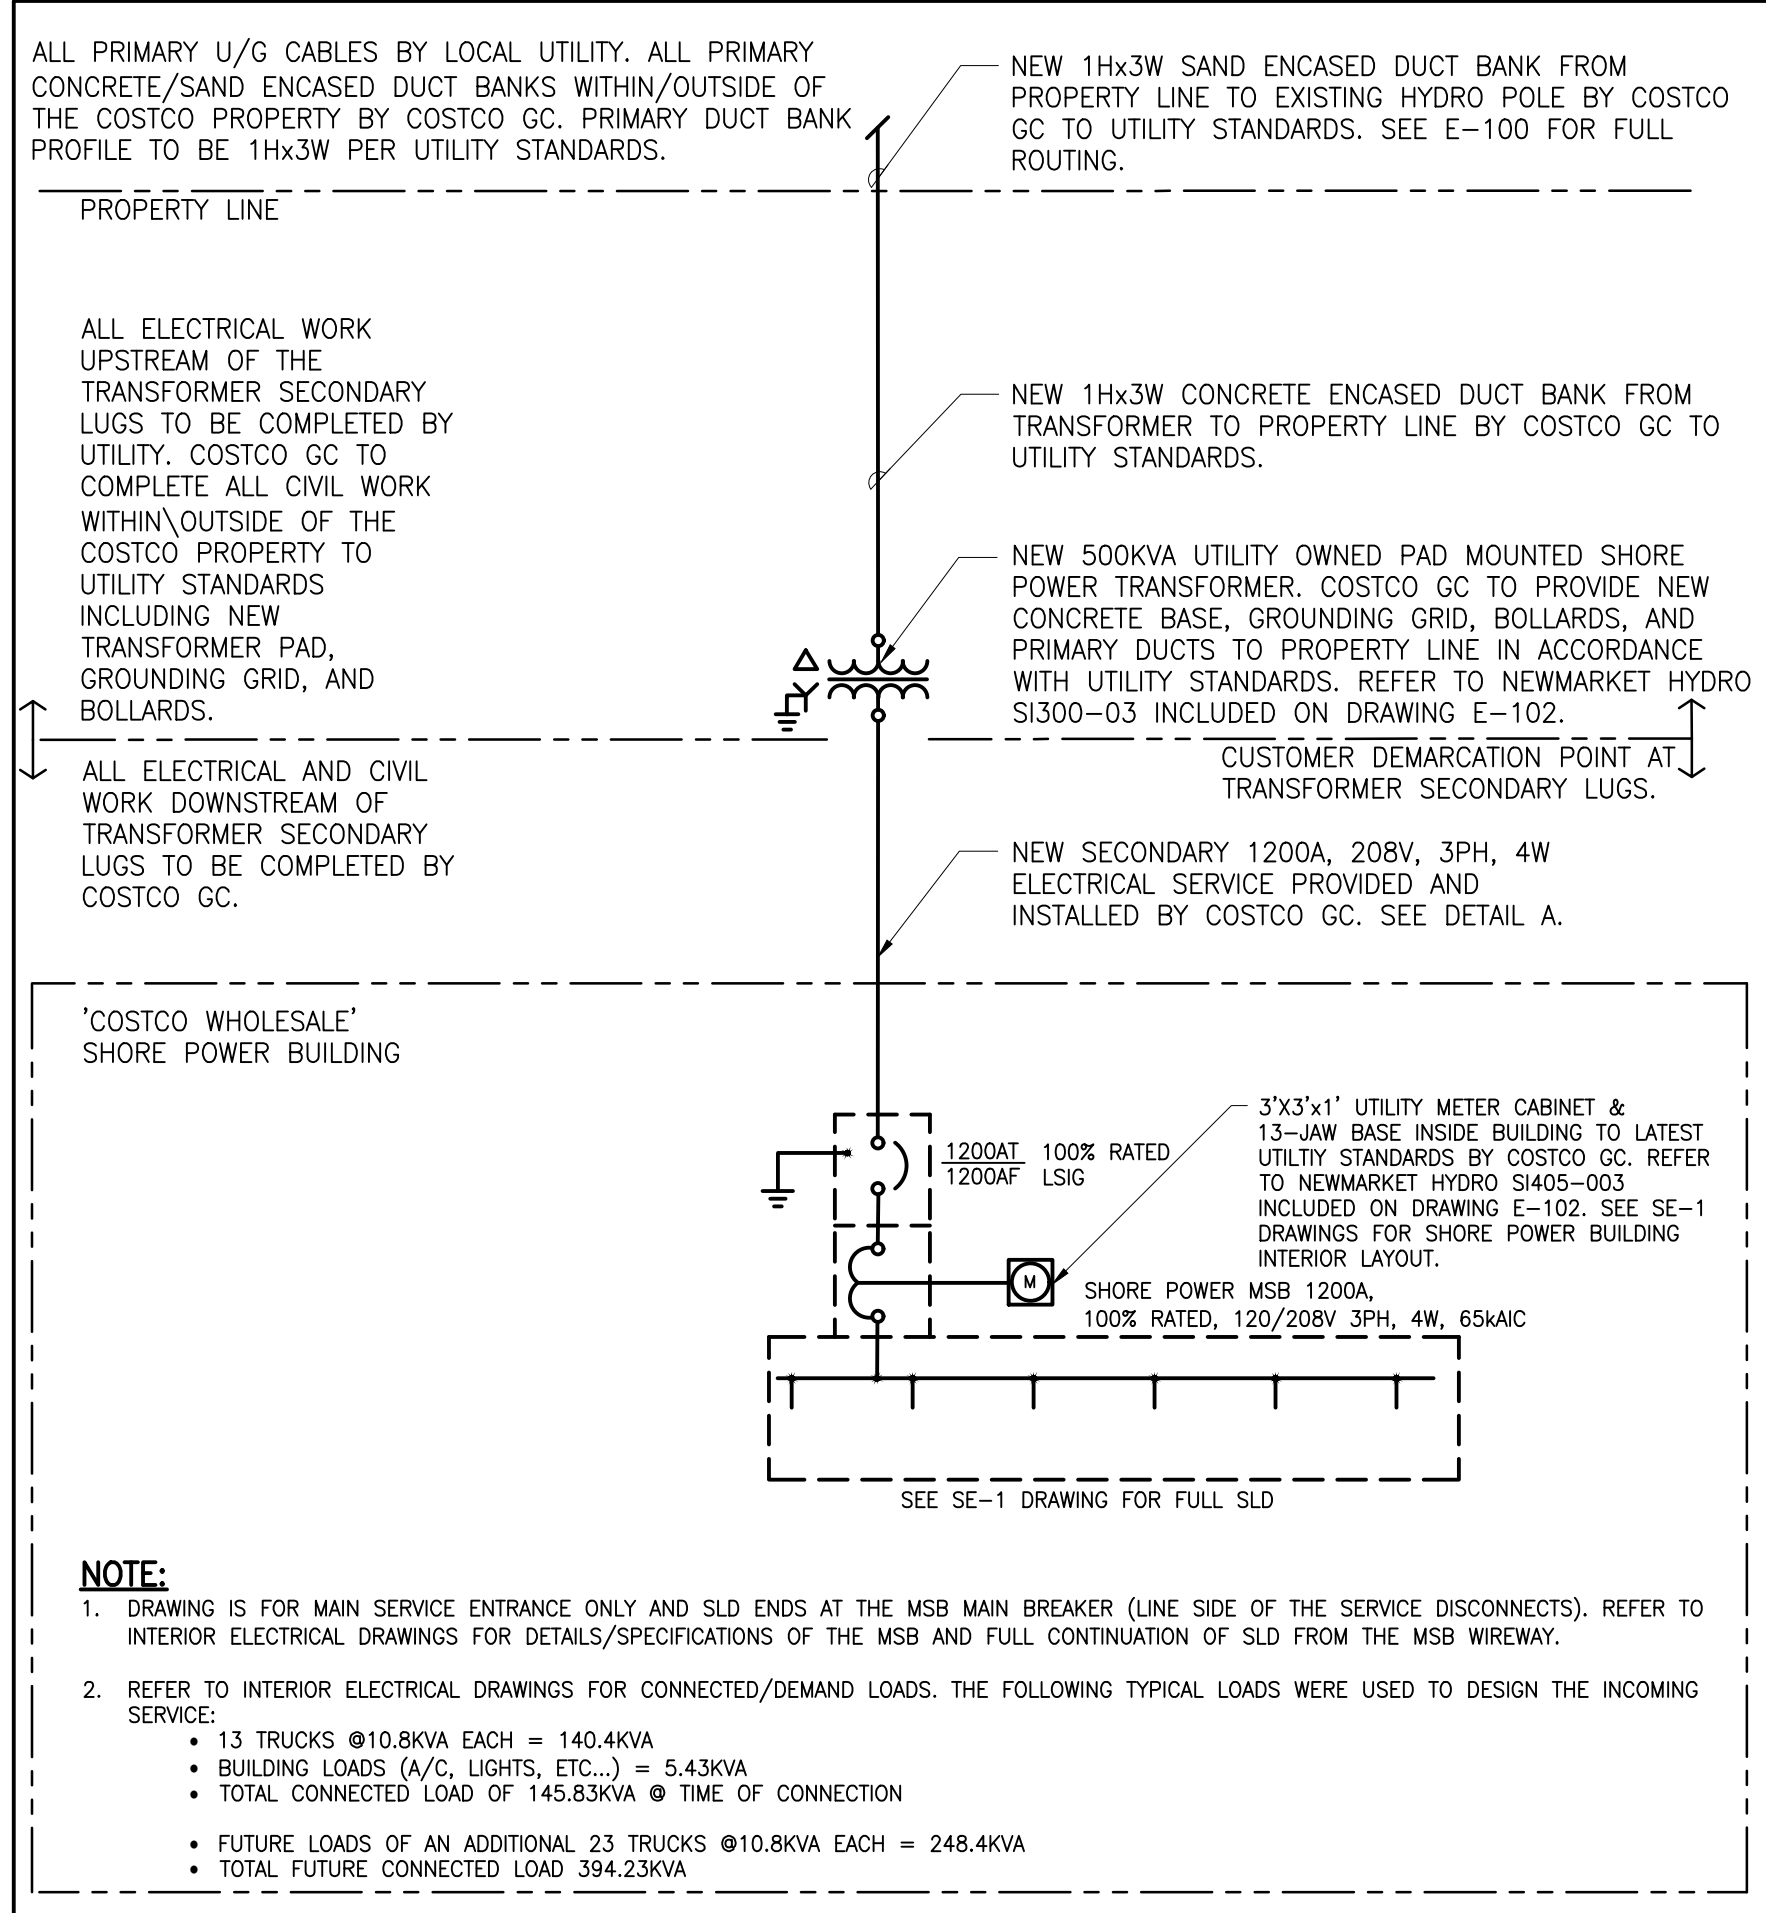 ALL PRIMARY U/G CABLES BY LOCAL UTILITY. ALL PRIMARY
CONCRETE/SAND ENCASED DUCT BANKS WITHIN/OUTSIDE OF
THE COSTCO PROPERTY BY COSTCO GC. PRIMARY DUCT BANK
PROFILE TO BE 1Hx3W PER UTILITY STANDARDS.
NEW 1Hx3W SAND ENCASED DUCT BANK FROM
PROPERTY LINE TO EXISTING HYDRO POLE BY COSTCO
GC TO UTILITY STANDARDS. SEE E-100 FOR FULL
ROUTING.
PROPERTY LINE
ALL ELECTRICAL WORK
UPSTREAM OF THE
TRANSFORMER SECONDARY
LUGS TO BE COMPLETED BY
UTILITY. COSTCO GC TO
COMPLETE ALL CIVIL WORK
WITHIN\OUTSIDE OF THE
COSTCO PROPERTY TO
UTILITY STANDARDS
INCLUDING NEW
TRANSFORMER PAD,
GROUNDING GRID, AND
BOLLARDS.
NEW 1Hx3W CONCRETE ENCASED DUCT BANK FROM
TRANSFORMER TO PROPERTY LINE BY COSTCO GC TO
UTILITY STANDARDS.
NEW 500KVA UTILITY OWNED PAD MOUNTED SHORE
POWER TRANSFORMER. COSTCO GC TO PROVIDE NEW
CONCRETE BASE, GROUNDING GRID, BOLLARDS, AND
PRIMARY DUCTS TO PROPERTY LINE IN ACCORDANCE
WITH UTILITY STANDARDS. REFER TO NEWMARKET HYDRO
SI300-03 INCLUDED ON DRAWING E-102.
CUSTOMER DEMARCATION POINT AT
TRANSFORMER SECONDARY LUGS.
ALL ELECTRICAL AND CIVIL
WORK DOWNSTREAM OF
TRANSFORMER SECONDARY
LUGS TO BE COMPLETED BY
COSTCO GC.
NEW SECONDARY 1200A, 208V, 3PH, 4W
ELECTRICAL SERVICE PROVIDED AND
INSTALLED BY COSTCO GC. SEE DETAIL A.
'COSTCO WHOLESALE'
SHORE POWER BUILDING
1200AT 100% RATED
1200AF LSIG
3'X3'x1' UTILITY METER CABINET &
13-JAW BASE INSIDE BUILDING TO LATEST
UTILTIY STANDARDS BY COSTCO GC. REFER
TO NEWMARKET HYDRO SI405-003
INCLUDED ON DRAWING E-102. SEE SE-1
DRAWINGS FOR SHORE POWER BUILDING
INTERIOR LAYOUT.
M
SHORE POWER MSB 1200A,
100% RATED, 120/208V 3PH, 4W, 65kAIC
SEE SE-1 DRAWING FOR FULL SLD
NOTE:
1. DRAWING IS FOR MAIN SERVICE ENTRANCE ONLY AND SLD ENDS AT THE MSB MAIN BREAKER (LINE SIDE OF THE SERVICE DISCONNECTS). REFER TO
INTERIOR ELECTRICAL DRAWINGS FOR DETAILS/SPECIFICATIONS OF THE MSB AND FULL CONTINUATION OF SLD FROM THE MSB WIREWAY.
2. REFER TO INTERIOR ELECTRICAL DRAWINGS FOR CONNECTED/DEMAND LOADS. THE FOLLOWING TYPICAL LOADS WERE USED TO DESIGN THE INCOMING
SERVICE:
• 13 TRUCKS @10.8KVA EACH = 140.4KVA
• BUILDING LOADS (A/C, LIGHTS, ETC...) = 5.43KVA
• TOTAL CONNECTED LOAD OF 145.83KVA @ TIME OF CONNECTION
• FUTURE LOADS OF AN ADDITIONAL 23 TRUCKS @10.8KVA EACH = 248.4KVA
• TOTAL FUTURE CONNECTED LOAD 394.23KVA